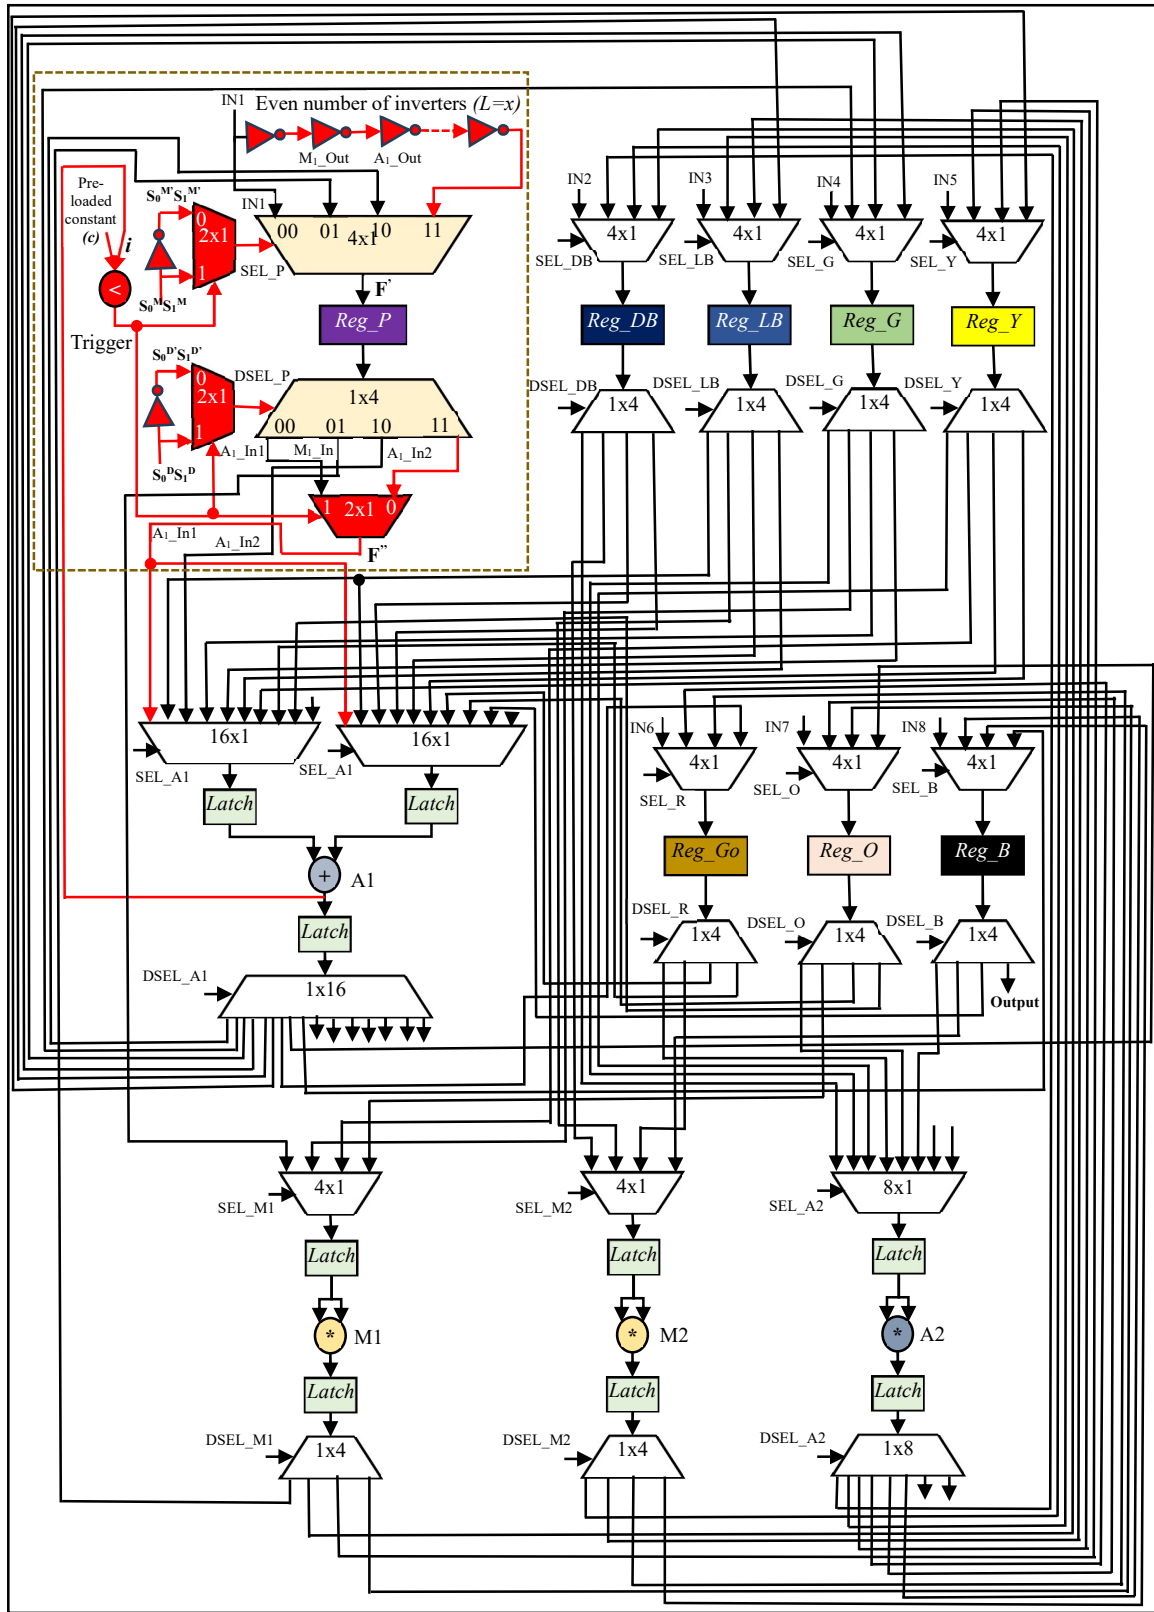 IN1
Even number of inverters (L=x)
M1_Out
A1_Out
Pre-
loaded
constant
(c)
i
<
Trigger
S0M'S1M'
0
2x1
1
S0MS1M
SEL_P
IN1
00
01
4x1
10
11
F'
Reg_P
S0D'S1D'
0
2x1
1
S0DS1D
DSEL_P
1x4
00
01
10
11
A1_In1
M1_In
A1_In2
1
2x1
0
F"
A1_In1
A1_In2
IN2
IN3
IN4
IN5
4x1
4x1
4x1
4x1
SEL_DB
SEL_LB
SEL_G
SEL_Y
Reg_DB
Reg_LB
Reg_G
Reg_Y
DSEL_DB
DSEL_LB
DSEL_G
DSEL_Y
1x4
1x4
1x4
1x4
16x1
16x1
SEL_A1
SEL_A1
Latch
Latch
+
A1
Latch
DSEL_A1
1x16
IN6
IN7
IN8
4x1
4x1
4x1
SEL_R
SEL_O
SEL_B
Reg_Go
Reg_O
Reg_B
DSEL_R
DSEL_O
DSEL_B
1x4
1x4
1x4
Output
4x1
4x1
8x1
SEL_M1
SEL_M2
SEL_A2
Latch
Latch
Latch
*
M1
*
M2
*
A2
Latch
Latch
Latch
DSEL_M1
DSEL_M2
DSEL_A2
1x4
1x4
1x8